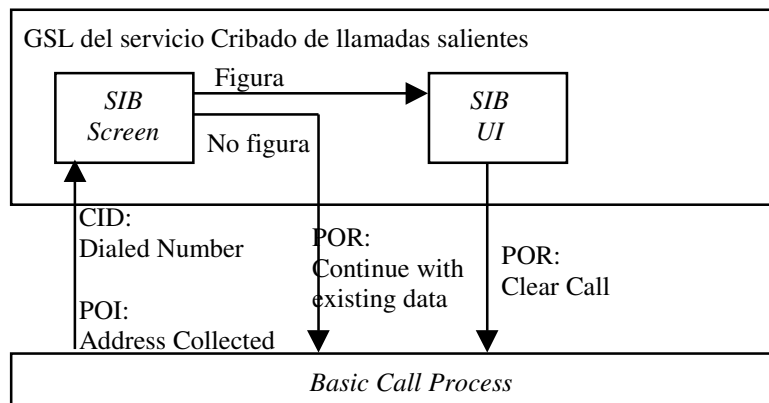 GSL del servicio Cribado de llamadas salientes
SIB
Screen
Figura
No figura
SIB
UI
CID:
Dialed Number
POI:
Address Collected
POR:
Continue with
existing data
POR:
Clear Call
Basic Call Process